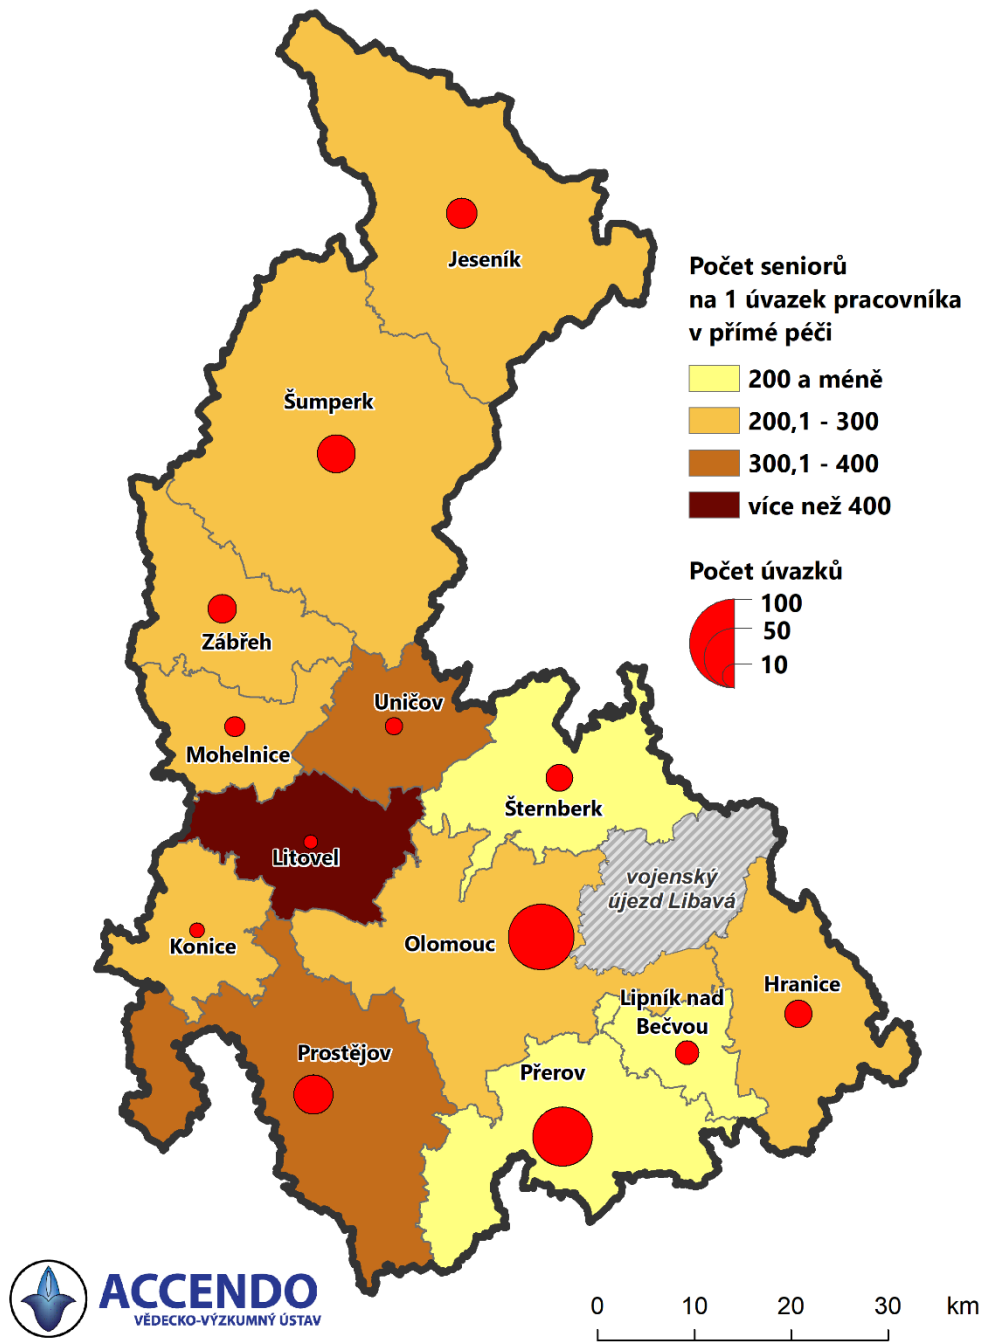 Jeseník
Počet seniorů
na 1 úvazek pracovníka
v přímé péči
200 a méně
200,1 - 300
300,1 - 400
více než 400
Šumperk
Počet úvazků
100
50
10
Zábřeh
Uničov
Mohelnice
Šternberk
Litovel
vojenský
újezd Libavá
Konice
Olomouc
Hranice
Lipník nad
Bečvou
Prostějov
Přerov
ACCENDO
VĚDECKO-VÝZKUMNÝ ÚSTAV
0 10 20 30 km